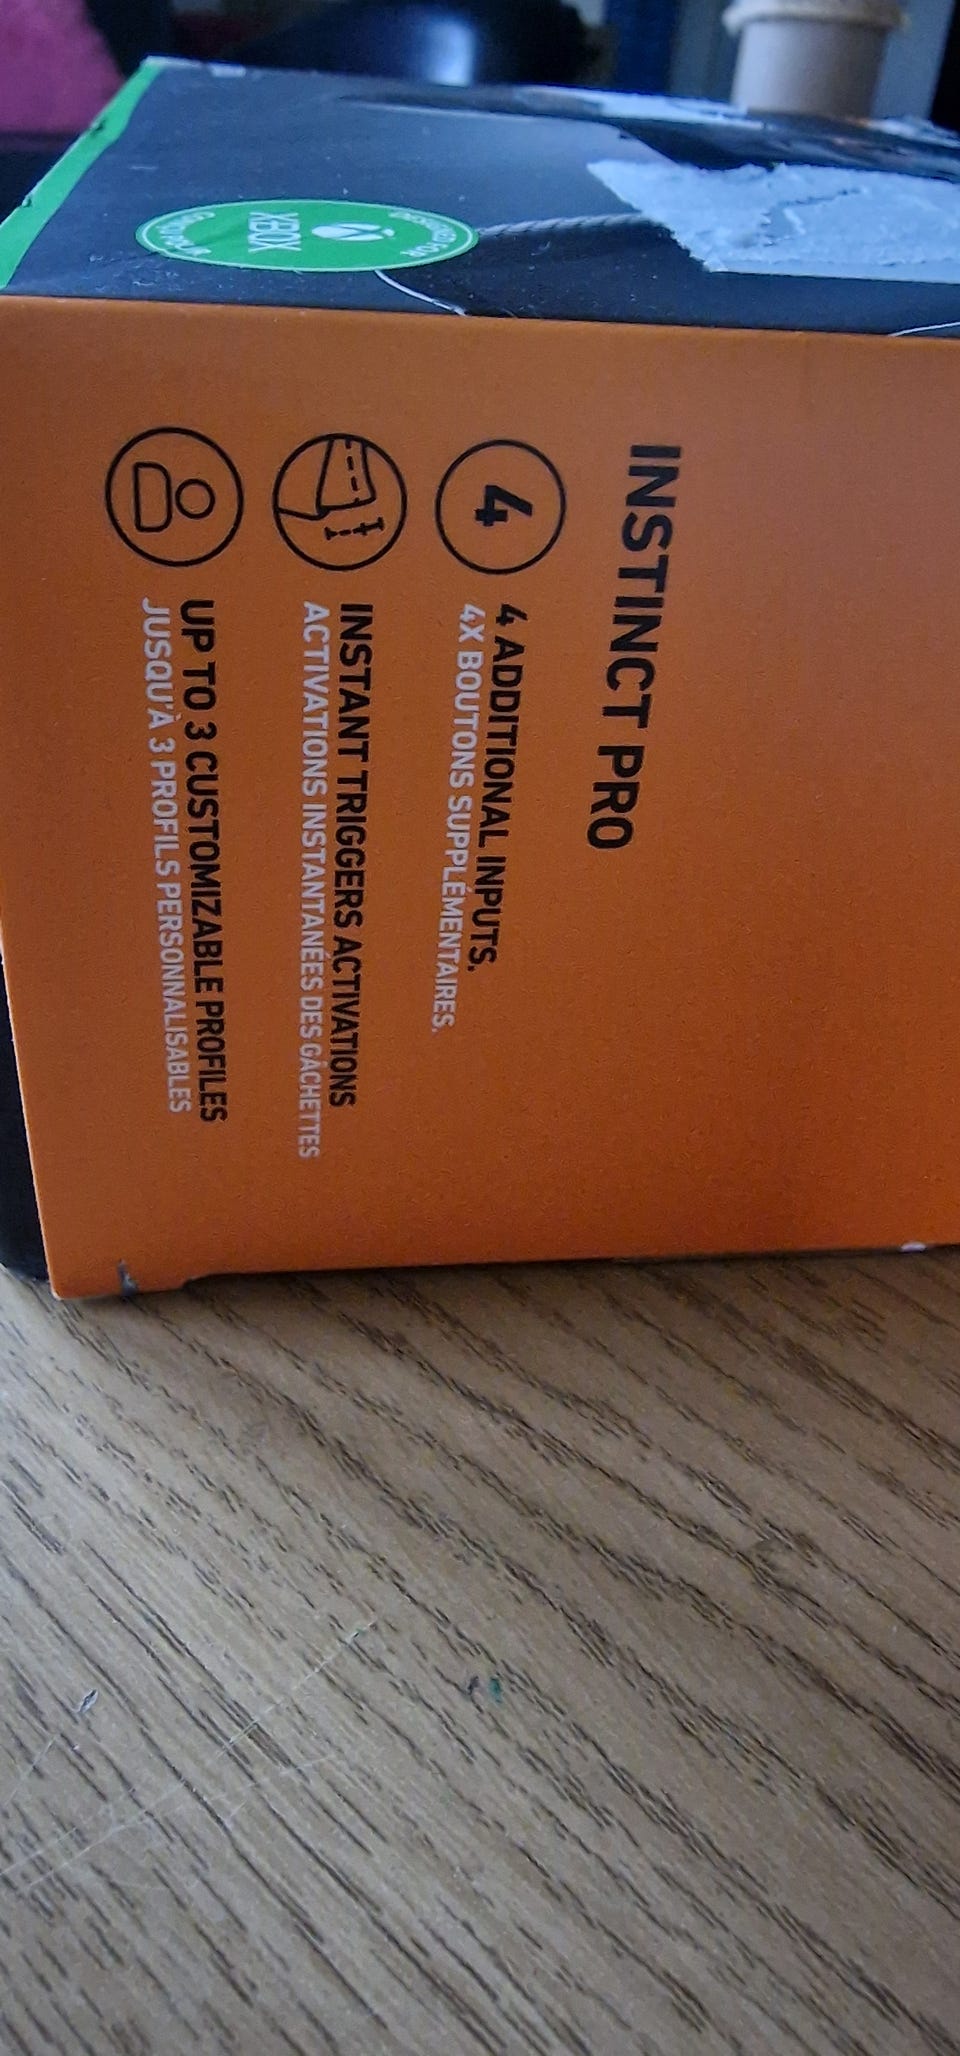 XBOX
INSTINCT PRO
4
4 ADDITIONAL INPUTS.
4X BOUTONS SUPPLÉMENTAIRES.
INSTANT TRIGGERS ACTIVATIONS
ACTIVATIONS INSTANTANÉES DES GÂCHETTES
UP TO 3 CUSTOMIZABLE PROFILES
JUSQU'À 3 PROFILS PERSONNALISABLES